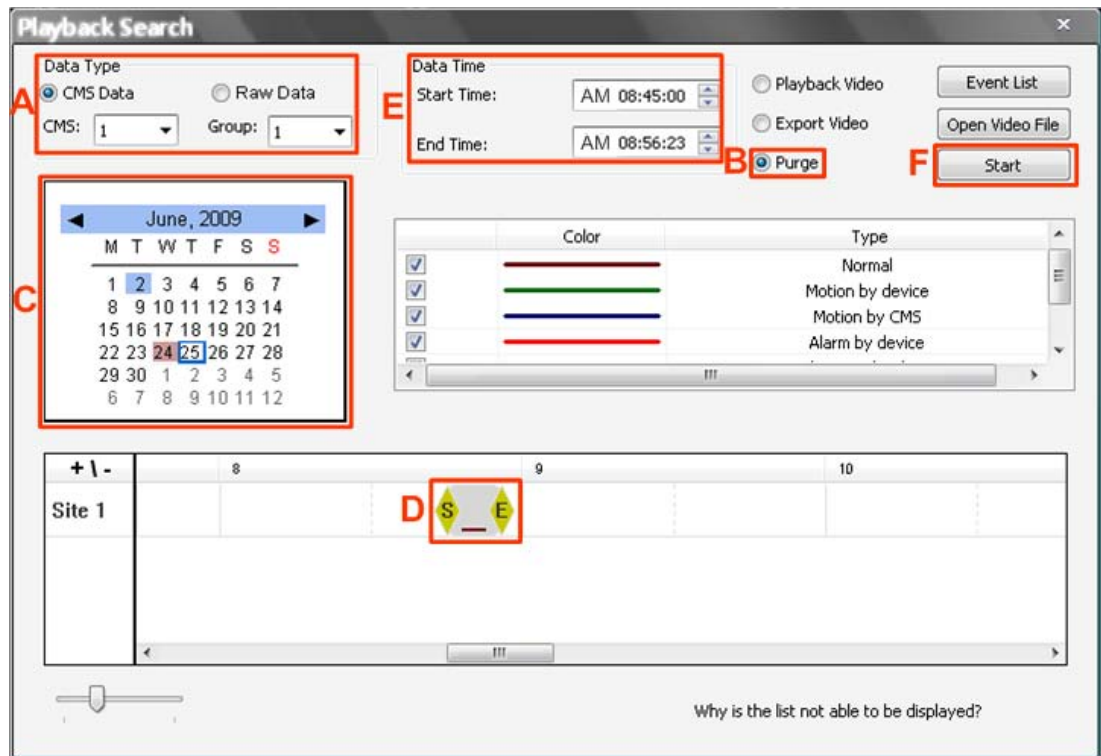 Playback Search x
Data Type
A
CMS Data Raw Data
CMS: 1 Group: 1
Data Time
E
Start Time: AM 08:45:00
End Time: AM 08:56:23
Playback Video
Export Video
B Purge
Event List
Open Video File
F Start
C
June, 2009
M T W T F S S
1 2 3 4 5 6 7
8 9 10 11 12 13 14
15 16 17 18 19 20 21
22 23 24 25 26 27 28
29 30 1 2 3 4 5
6 7 8 9 10 11 12
Color Type
Normal
Motion by device
Motion by CMS
Alarm by device
+ \ - 8 9 10
Site 1 D S E
Why is the list not able to be displayed?